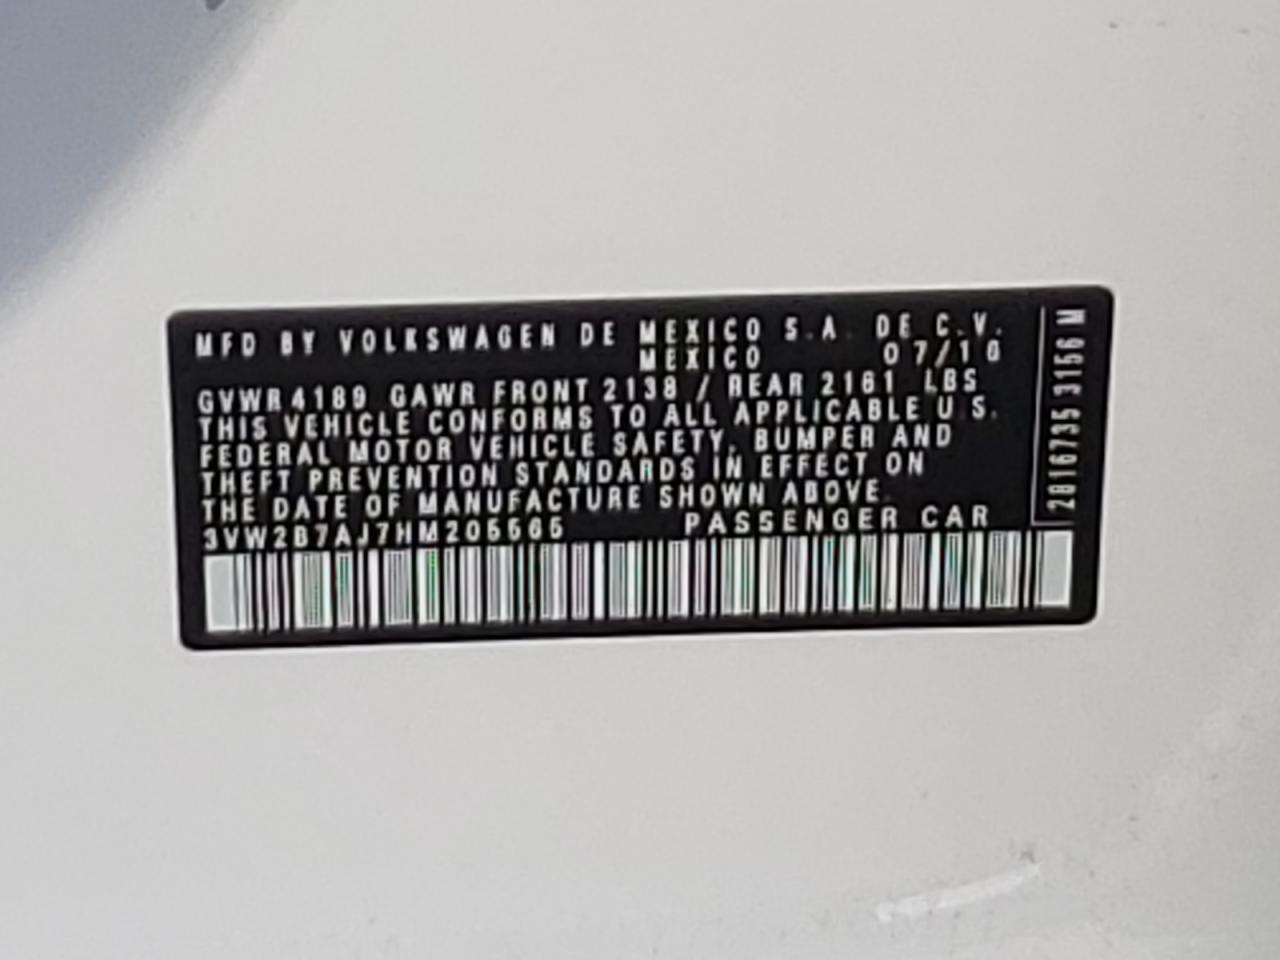 MFD BY VOLKSWAGEN DE MEXICO S.A. DE C.V.
MEXICO 07/16
GVWR 4189 GAWR FRONT 2138 / REAR 2161 LBS
THIS VEHICLE CONFORMS TO ALL APPLICABLE U.S.
FEDERAL MOTOR VEHICLE SAFETY, BUMPER AND
THEFT PREVENTION STANDARDS IN EFFECT ON
THE DATE OF MANUFACTURE SHOWN ABOVE.
3VW2B7AJ7HM205565 PASSENGER CAR
2816735 3156 M